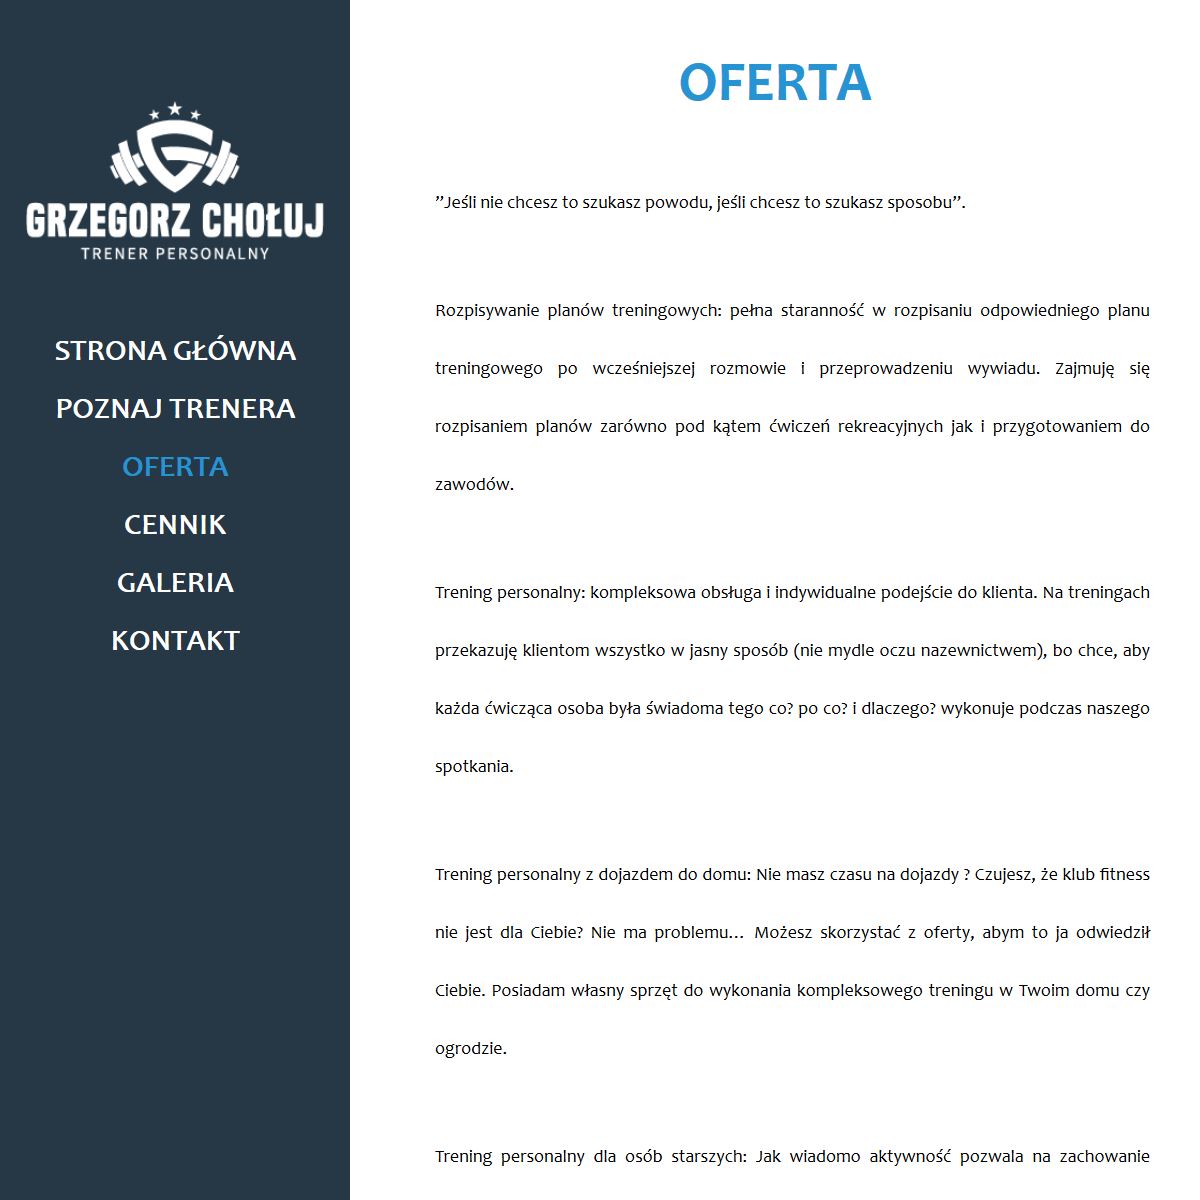 GRZEGORZ CHOŁUJ
TRENER PERSONALNY
STRONA GŁÓWNA
POZNAJ TRENERA
OFERTA
CENNIK
GALERIA
KONTAKT
OFERTA
”Jeśli nie chcesz to szukasz powodu, jeśli chcesz to szukasz sposobu”.
Rozpisywanie planów treningowych: pełna staranność w rozpisaniu odpowiedniego planu
treningowego po wcześniejszej rozmowie i przeprowadzeniu wywiadu. Zajmuję się
rozpisaniem planów zarówno pod kątem ćwiczeń rekreacyjnych jak i przygotowaniem do
zawodów.
Trening personalny: kompleksowa obsługa i indywidualne podejście do klienta. Na treningach
przekazuję klientom wszystko w jasny sposób (nie mydle oczu nazewnictwem), bo chce, aby
każda ćwicząca osoba była świadoma tego co? po co? i dlaczego? wykonuje podczas naszego
spotkania.
Trening personalny z dojazdem do domu: Nie masz czasu na dojazdy ? Czujesz, że klub fitness
nie jest dla Ciebie? Nie ma problemu… Możesz skorzystać z oferty, abym to ja odwiedził
Ciebie. Posiadam własny sprzęt do wykonania kompleksowego treningu w Twoim domu czy
ogrodzie.
Trening personalny dla osób starszych: Jak wiadomo aktywność pozwala na zachowanie